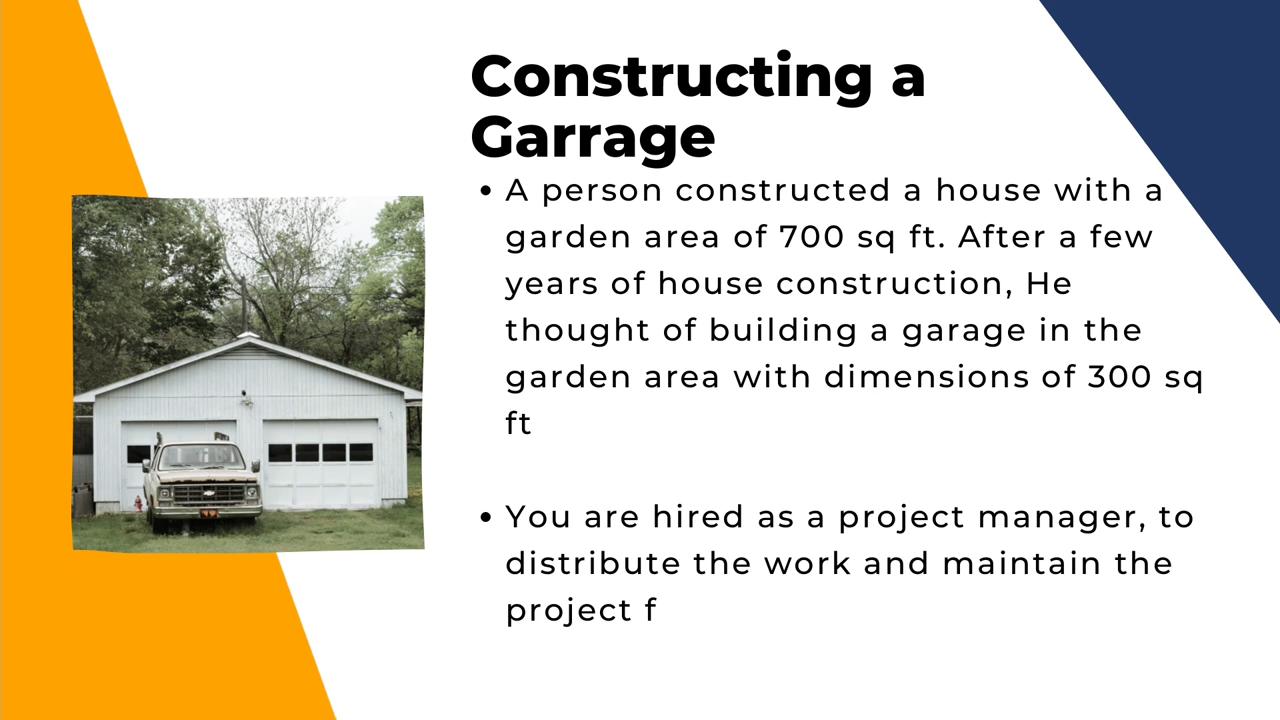 Constructing a
Garrage
• A person constructed a house with a
garden area of 700 sq ft. After a few
years of house construction, He
thought of building a garage in the
garden area with dimensions of 300 sq
ft
• You are hired as a project manager, to
distribute the work and maintain the
project f